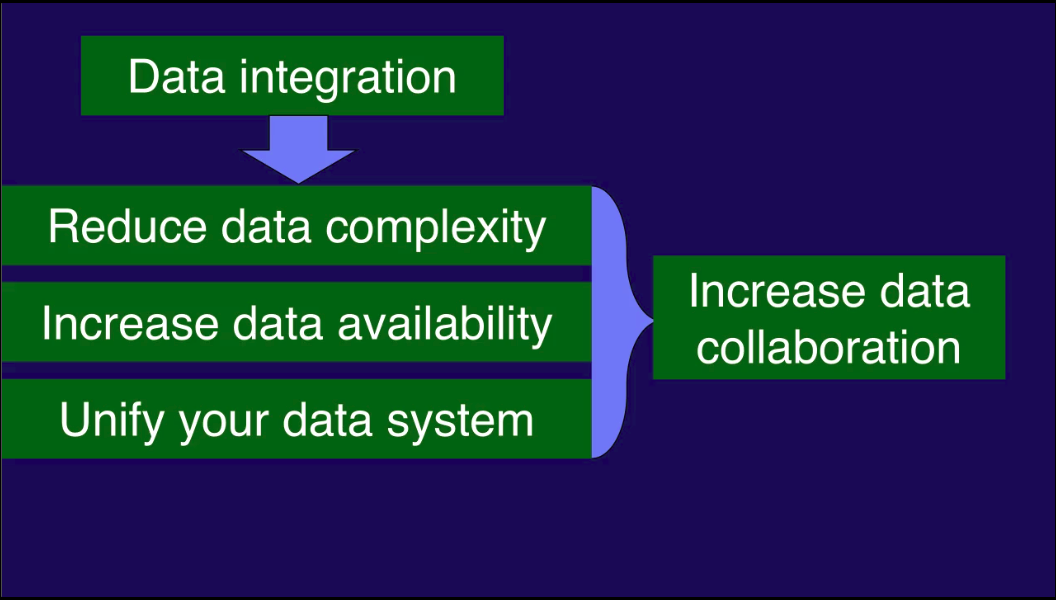 Data integration
Reduce data complexity
Increase data availability
Unify your data system
Increase data
collaboration